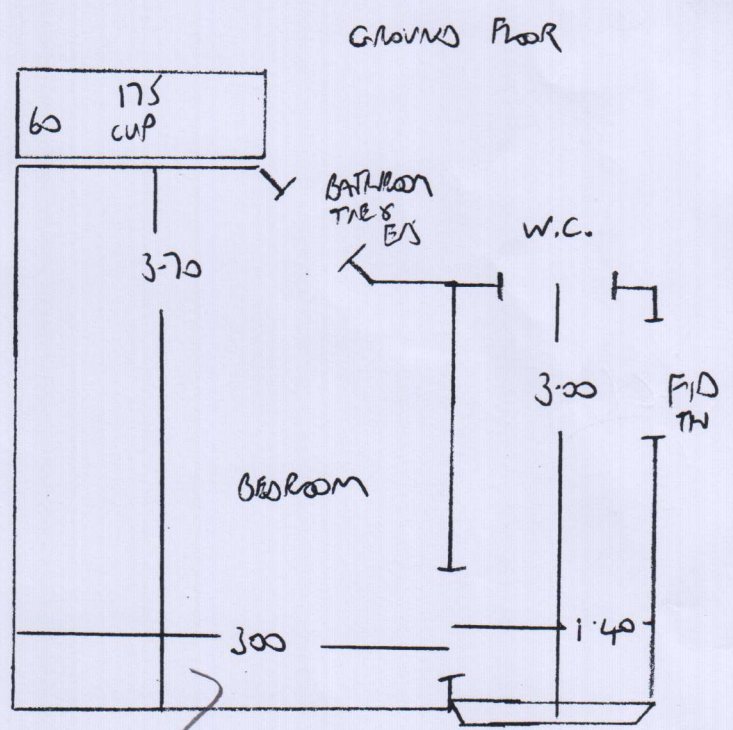 GROUND FLOOR
175
60 CUP
BATHROOM
W.C.
3.70
3.00
BEDROOM
300
1.40